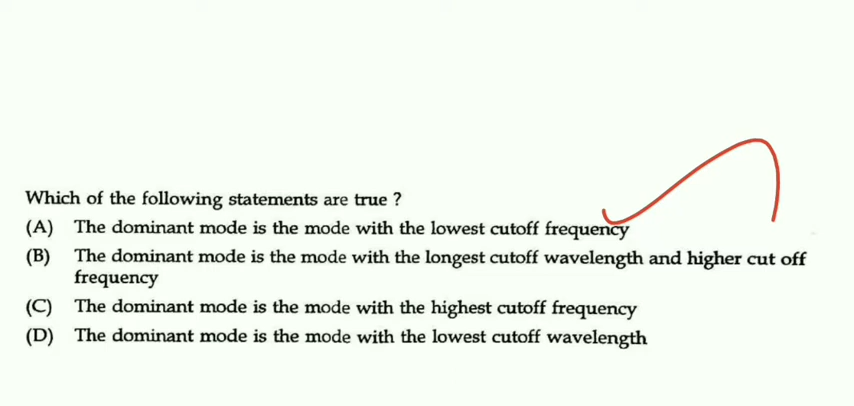 Which of the following statements are true ?
(A) The dominant mode is the mode with the lowest cutoff frequency
(B) The dominant mode is the mode with the longest cutoff wavelength and higher cut off
frequency
(C) The dominant mode is the mode with the highest cutoff frequency
(D) The dominant mode is the mode with the lowest cutoff wavelength